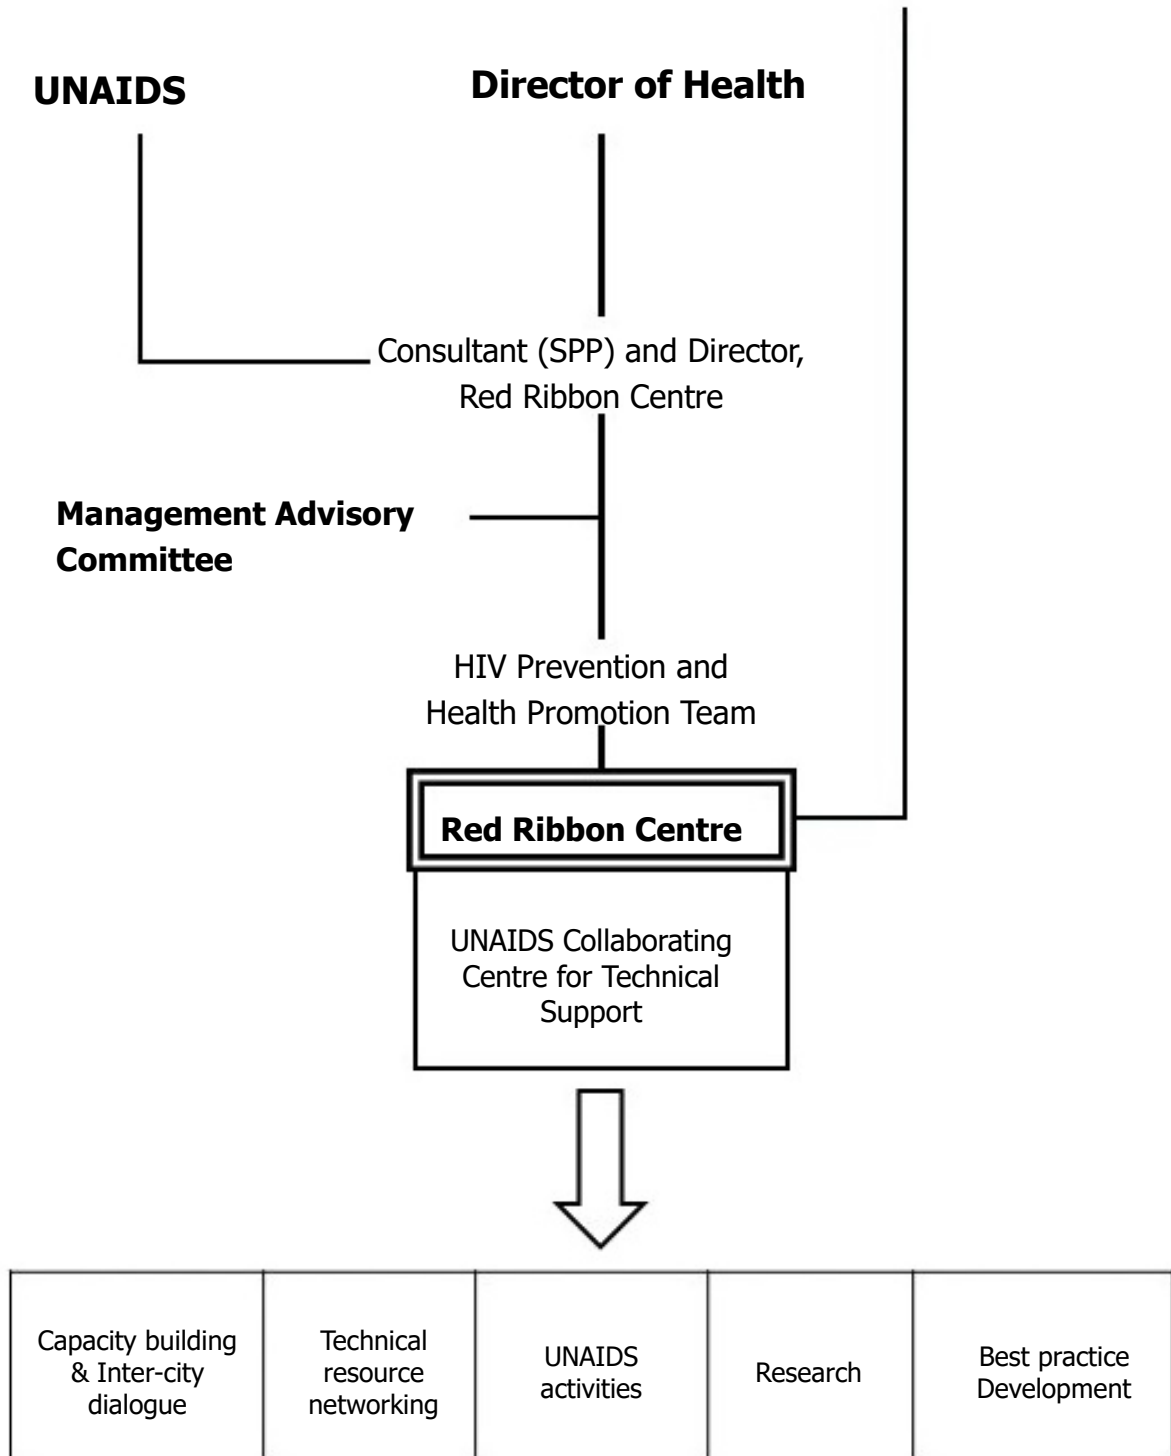 UNAIDS
Director of Health
Consultant (SPP) and Director,
Red Ribbon Centre
Management Advisory
Committee
HIV Prevention and
Health Promotion Team
Red Ribbon Centre
UNAIDS Collaborating
Centre for Technical
Support
Capacity building
& Inter-city
dialogue
Technical
resource
networking
UNAIDS
activities
Research
Best practice
Development